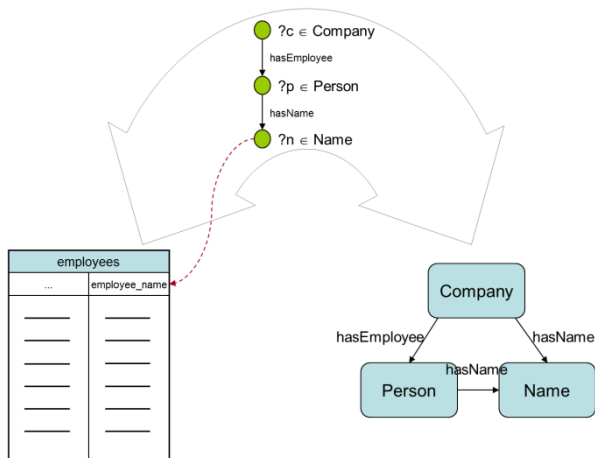 ?c ∈ Company
hasEmployee
?p ∈ Person
hasName
?n ∈ Name
employees
... employee_name
Company
hasEmployee hasName
hasName
Person Name